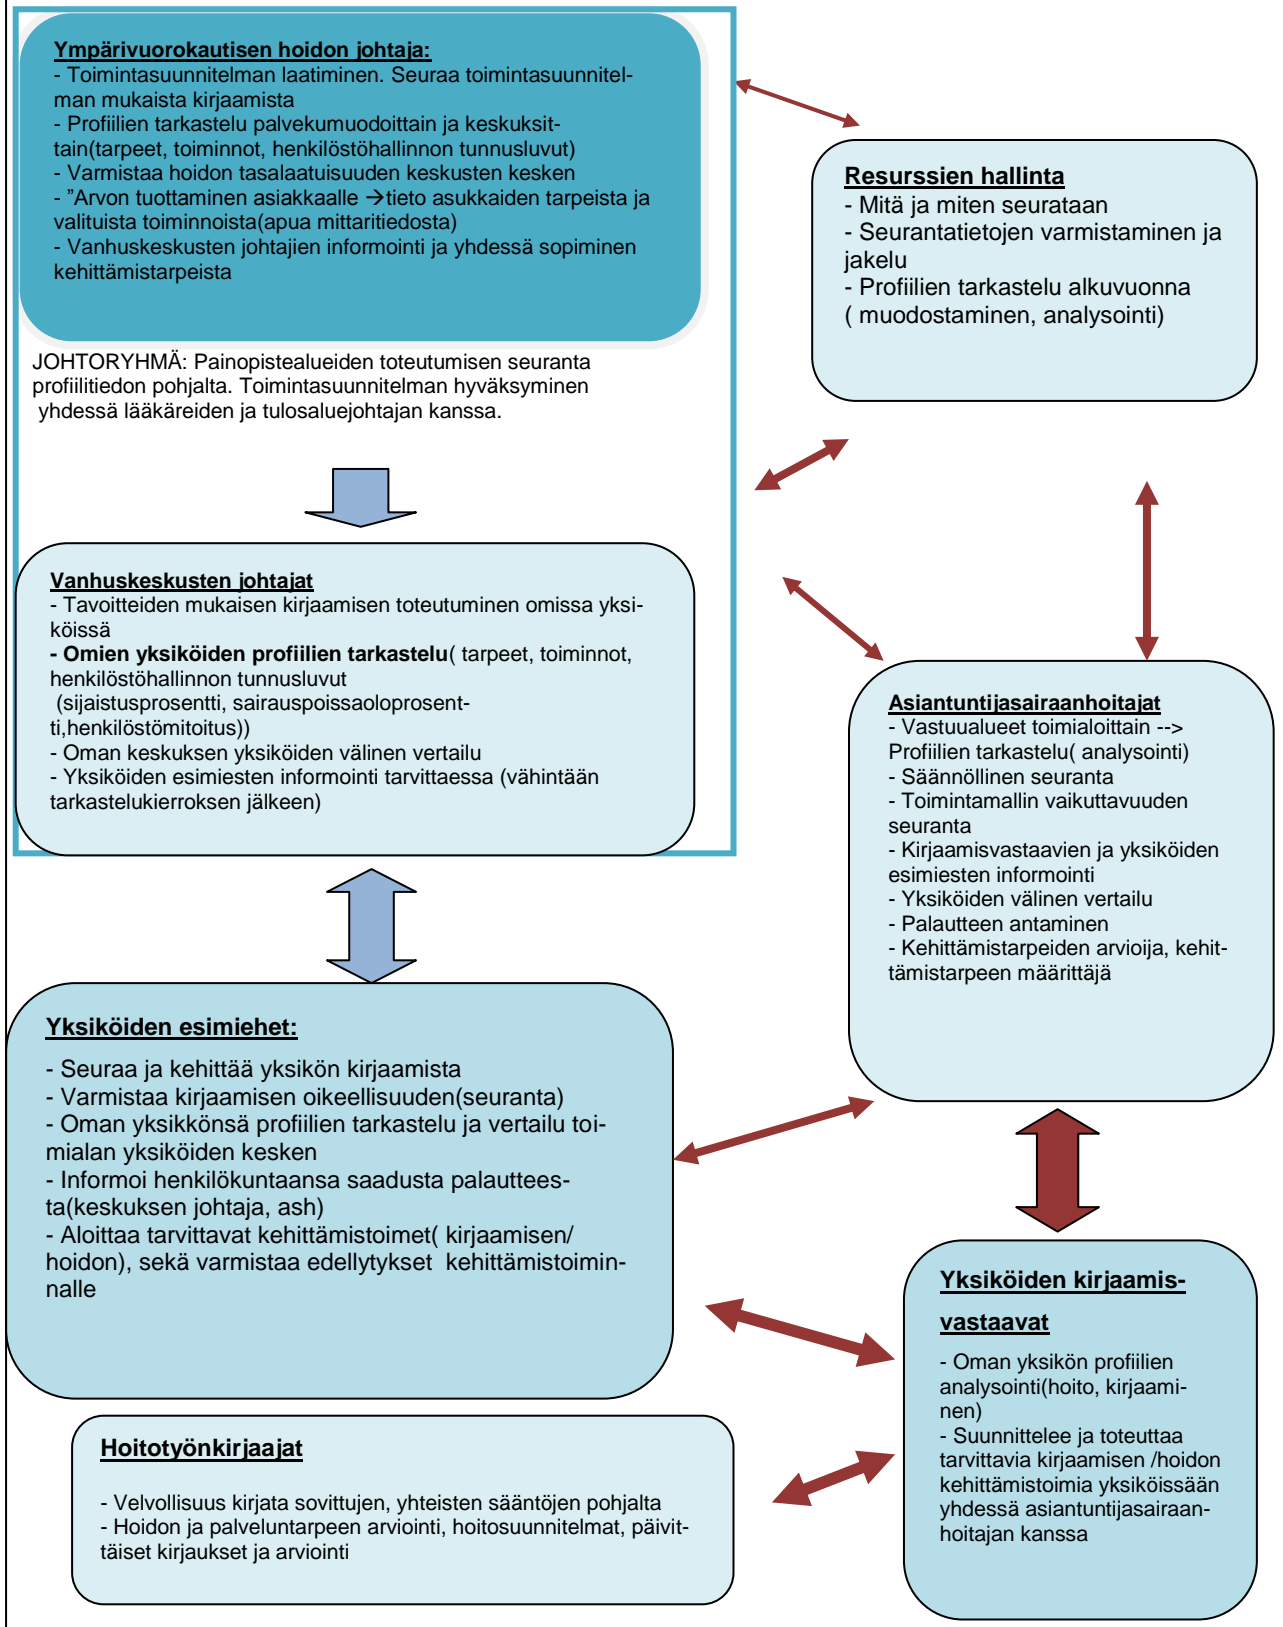 Ympärivuorokautisen hoidon johtaja:
- Toimintasuunnitelman laatiminen. Seuraa toimintasuunnitel-
man mukaista kirjaamista
- Profiilien tarkastelu palvekumuodoittain ja keskuksit-
tain(tarpeet, toiminnot, henkilöstöhallinnon tunnusluvut)
- Varmistaa hoidon tasalaatuisuuden keskusten kesken
- ”Arvon tuottaminen asiakkaalle →tieto asukkaiden tarpeista ja
valituista toiminnoista(apua mittaritiedosta)
- Vanhuskeskusten johtajien informointi ja yhdessä sopiminen
kehittämistarpeista
JOHTORYHMÄ: Painopistealueiden toteutumisen seuranta
profiilitiedon pohjalta. Toimintasuunnitelman hyväksyminen
yhdessä lääkäreiden ja tulosaluejohtajan kanssa.
Resurssien hallinta
- Mitä ja miten seurataan
- Seurantatietojen varmistaminen ja
jakelu
- Profiilien tarkastelu alkuvuonna
( muodostaminen, analysointi)
Vanhuskeskusten johtajat
- Tavoitteiden mukaisen kirjaamisen toteutuminen omissa yksi-
köissä
- Omien yksiköiden profiilien tarkastelu( tarpeet, toiminnot,
henkilöstöhallinnon tunnusluvut
(sijaistusprosentti, sairauspoissaoloprosent-
ti,henkilöstömitoitus))
- Oman keskuksen yksiköiden välinen vertailu
- Yksiköiden esimiesten informointi tarvittaessa (vähintään
tarkastelukierroksen jälkeen)
Asiantuntijasairaanhoitajat
- Vastuualueet toimialoittain -->
Profiilien tarkastelu( analysointi)
- Säännöllinen seuranta
- Toimintamallin vaikuttavuuden
seuranta
- Kirjaamisvastaavien ja yksiköiden
esimiesten informointi
- Yksiköiden välinen vertailu
- Palautteen antaminen
- Kehittämistarpeiden arvioija, kehit-
tämistarpeen määrittäjä
Yksiköiden esimiehet:
- Seuraa ja kehittää yksikön kirjaamista
- Varmistaa kirjaamisen oikeellisuuden(seuranta)
- Oman yksikkönsä profiilien tarkastelu ja vertailu toi-
mialan yksiköiden kesken
- Informoi henkilökuntaansa saadusta palauttees-
ta(keskuksen johtaja, ash)
- Aloittaa tarvittavat kehittämistoimet( kirjaamisen/
hoidon), sekä varmistaa edellytykset kehittämistoimin-
nalle
Yksiköiden kirjaamis-
vastaavat
- Oman yksikön profiilien
analysointi(hoito, kirjaami-
nen)
- Suunnittelee ja toteuttaa
tarvittavia kirjaamisen /hoidon
kehittämistoimia yksiköissään
yhdessä asiantuntijasairaan-
hoitajan kanssa
Hoitotyönkirjaajat
- Velvollisuus kirjata sovittujen, yhteisten sääntöjen pohjalta
- Hoidon ja palveluntarpeen arviointi, hoitosuunnitelmat, päivit-
täiset kirjaukset ja arviointi